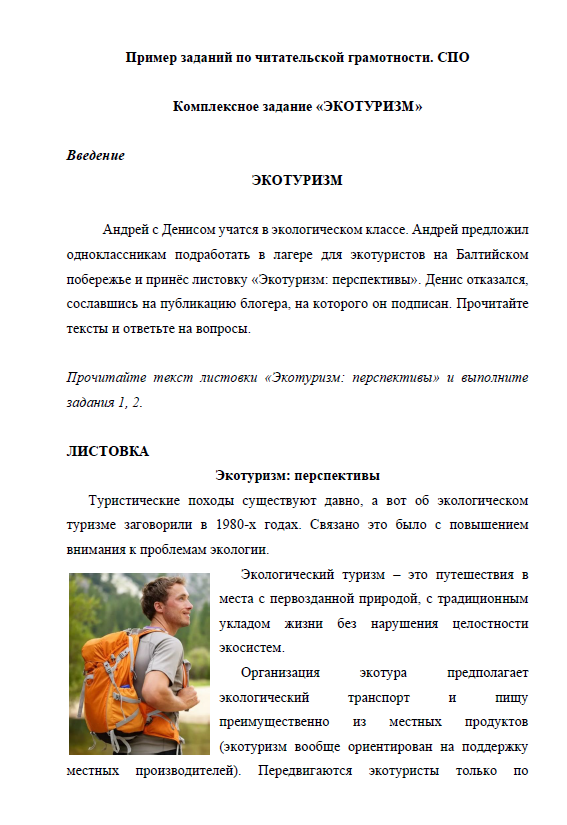 Пример заданий по читательской грамотности. СПО
Комплексное задание «ЭКОТУРИЗМ»
Введение
ЭКОТУРИЗМ
Андрей с Денисом учатся в экологическом классе. Андрей предложил
одноклассникам подработать в лагере для экотуристов на Балтийском
побережье и принёс листовку «Экотуризм: перспективы». Денис отказался,
сославшись на публикацию блогера, на которого он подписан. Прочитайте
тексты и ответьте на вопросы.
Прочитайте текст листовки «Экотуризм: перспективы» и выполните
задания 1, 2.
ЛИСТОВКА
Экотуризм: перспективы
Туристические походы существуют давно, а вот об экологическом
туризме заговорили в 1980-х годах. Связано это было с повышением
внимания к проблемам экологии.
Экологический туризм – это путешествия в
места с первозданной природой, с традиционным
укладом жизни без нарушения целостности
экосистем.
Организация экотура предполагает
экологический транспорт и пищу
преимущественно из местных продуктов
(экотуризм вообще ориентирован на поддержку
местных производителей). Передвигаются экотуристы только по